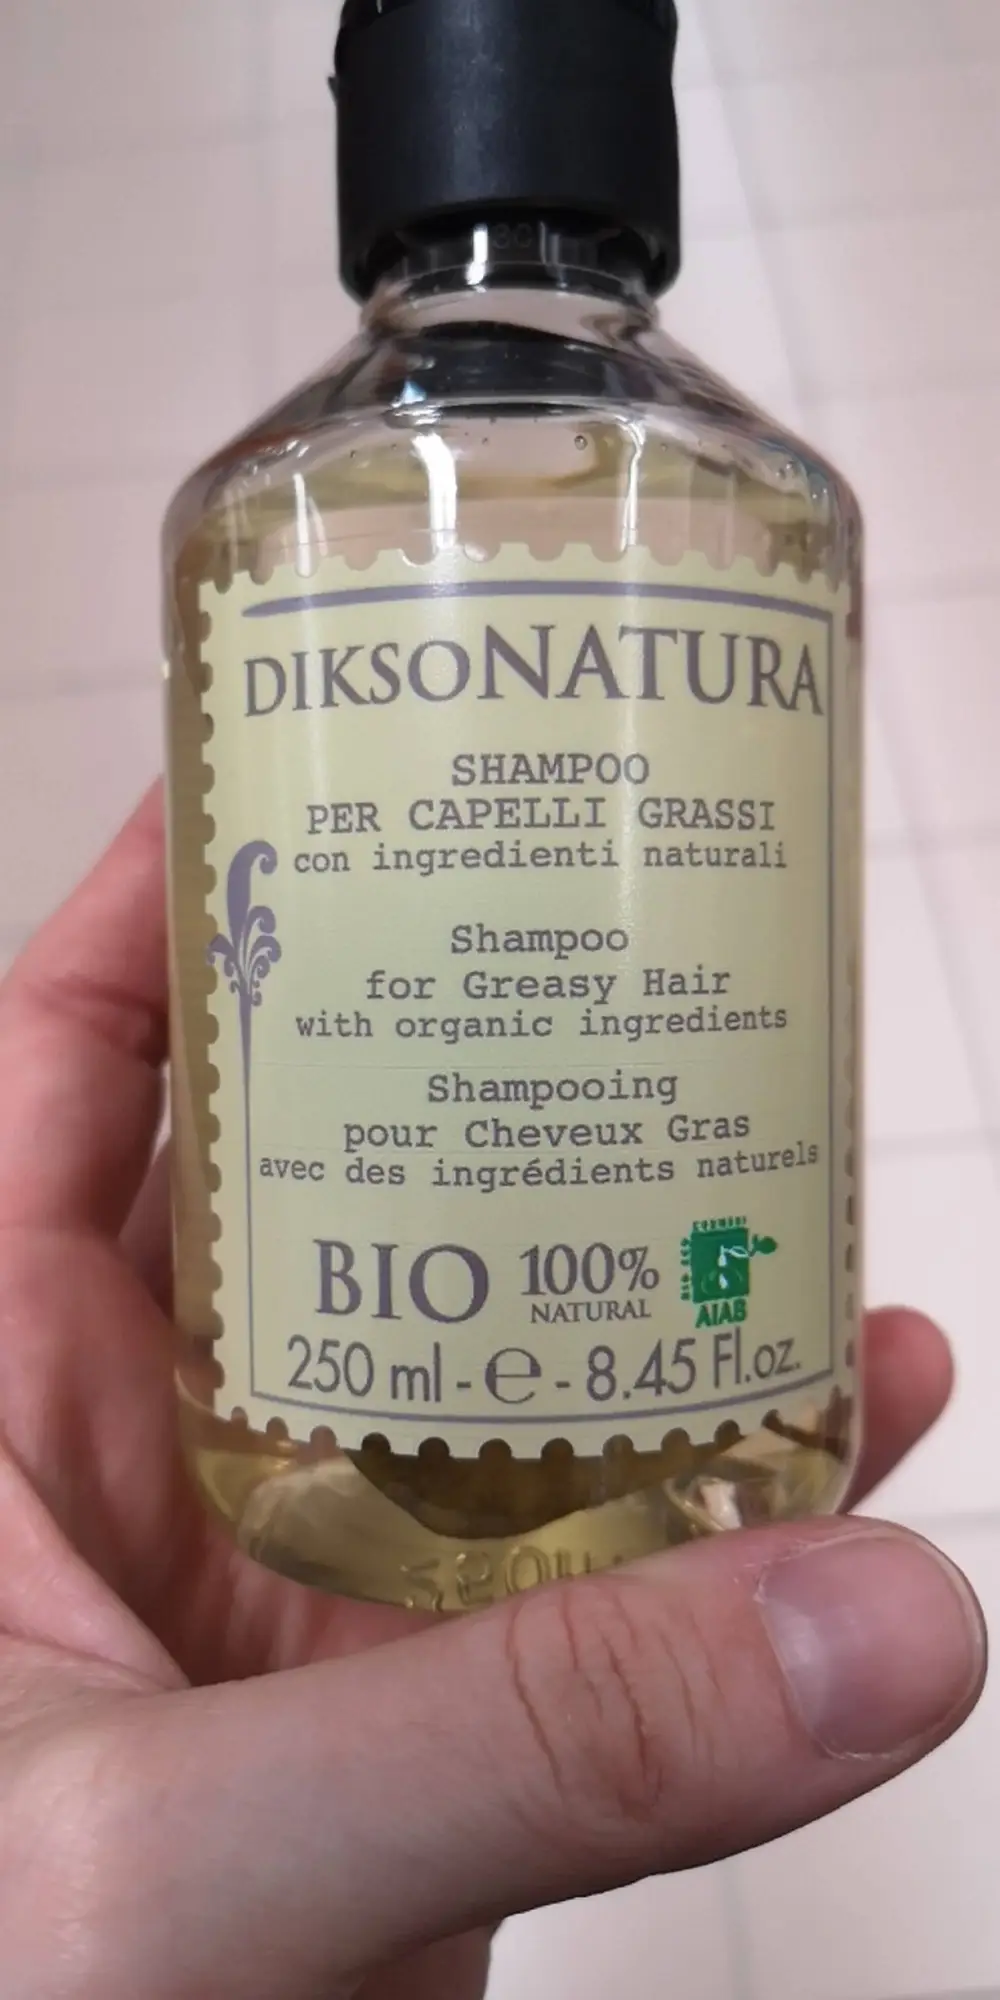 DIKSONATURA
SHAMPOO
PER CAPELLI GRASSI
con ingredienti naturali
Shampoo
for Greasy Hair
with organic ingredients
Shampooing
pour Cheveux Gras
avec des ingrédients naturels
BIO 100%
NATURAL
AIAB
250 ml - e - 8.45 Fl.oz.